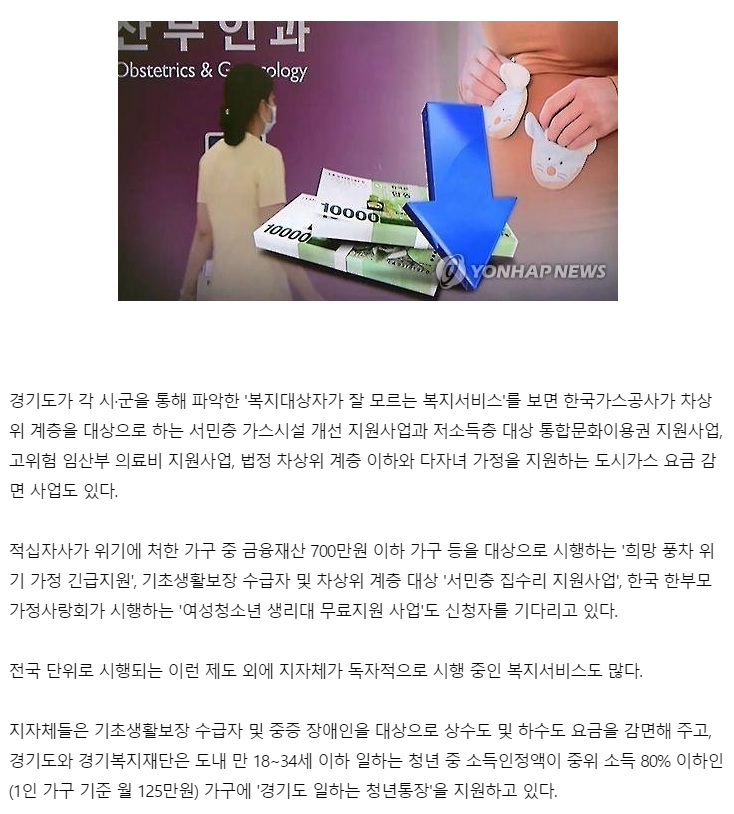 산부인과
Obstetrics & G
ology
10000
10000
YONHAP NEWS
경기도가 각 시·군을 통해 파악한 '복지대상자가 잘 모르는 복지서비스'를 보면 한국가스공사가 차상
위 계층을 대상으로 하는 서민층 가스시설 개선 지원사업과 저소득층 대상 통합문화이용권 지원사업,
고위험 임산부 의료비 지원사업, 법정 차상위 계층 이하와 다자녀 가정을 지원하는 도시가스 요금 감
면 사업도 있다.
적십자사가 위기에 처한 가구 중 금융재산 700만원 이하 가구 등을 대상으로 시행하는 '희망 풍차 위
기 가정 긴급지원', 기초생활보장 수급자 및 차상위 계층 대상 '서민층 집수리 지원사업', 한국 한부모
가정사랑회가 시행하는 '여성청소년 생리대 무료지원 사업'도 신청자를 기다리고 있다.
전국 단위로 시행되는 이런 제도 외에 지자체가 독자적으로 시행 중인 복지서비스도 많다.
지자체들은 기초생활보장 수급자 및 중증 장애인을 대상으로 상수도 및 하수도 요금을 감면해 주고,
경기도와 경기복지재단은 도내 만 18~34세 이하 일하는 청년 중 소득인정액이 중위 소득 80% 이하인
(1인 가구 기준 월 125만원) 가구에 '경기도 일하는 청년통장'을 지원하고 있다.